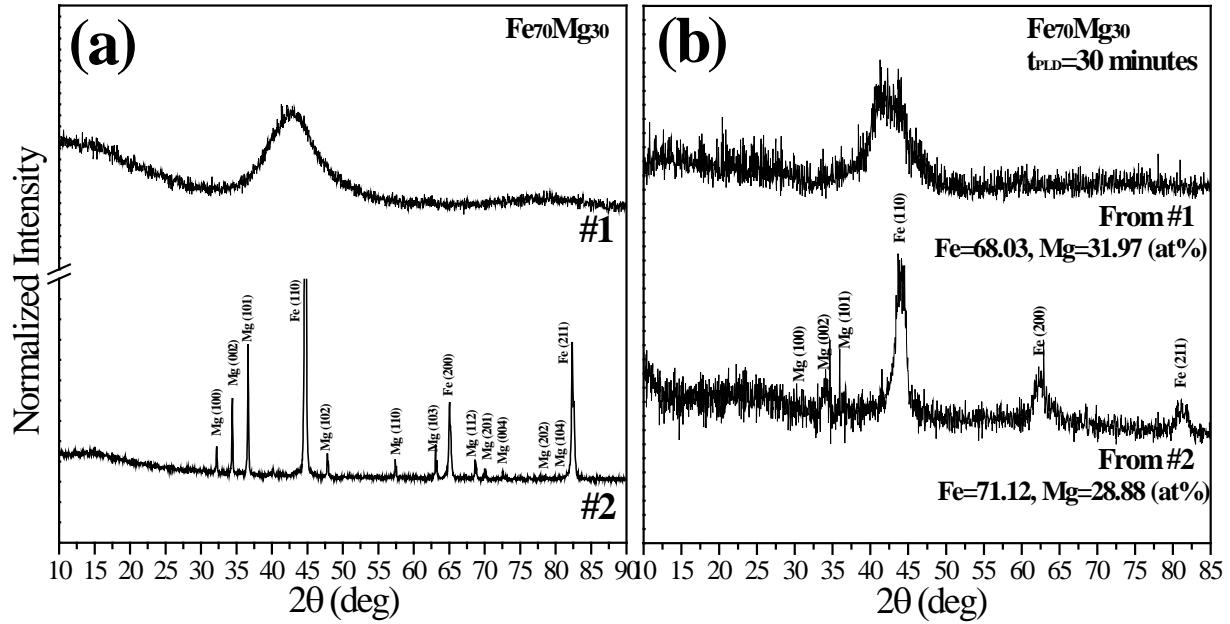 (a)
Fe70Mg30
#1
Mg (100)
Mg (002)
Mg (101)
Fe (110)
Mg (102)
Mg (110)
Mg (103)
Fe (200)
Mg (112)
Mg (201)
Mg (004)
Mg (202)
Mg (104)
Fe (211)
#2
Normalized Intensity
10 15 20 25 30 35 40 45 50 55 60 65 70 75 80 85 90
2θ (deg)
(b)
Fe70Mg30
tPLD=30 minutes
From #1
Fe=68.03, Mg=31.97 (at%)
Mg (100)
Mg (002)
Mg (101)
Fe (110)
Fe (200)
Fe (211)
From #2
Fe=71.12, Mg=28.88 (at%)
10 15 20 25 30 35 40 45 50 55 60 65 70 75 80 85
2θ (deg)